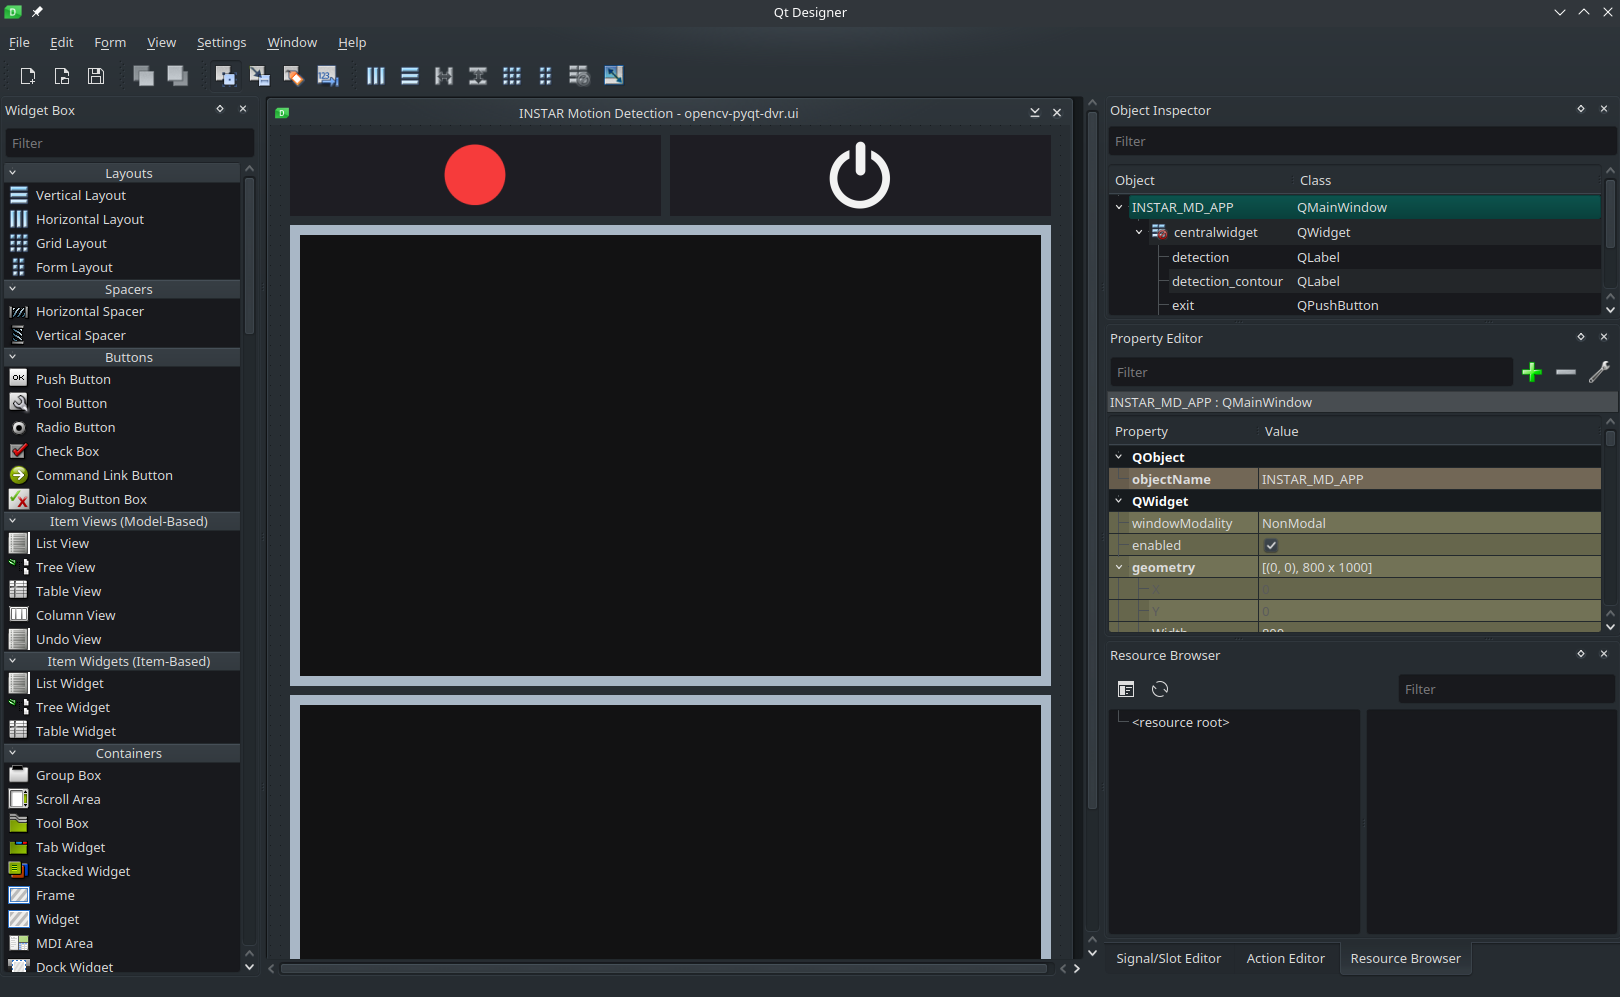 Qt Designer
File Edit Form View Settings Window Help
Widget Box
Filter
Layouts
Vertical Layout
Horizontal Layout
Grid Layout
Form Layout
Spacers
Horizontal Spacer
Vertical Spacer
Buttons
Push Button
Tool Button
Radio Button
Check Box
Command Link Button
Dialog Button Box
Item Views (Model-Based)
List View
Tree View
Table View
Column View
Undo View
Item Widgets (Item-Based)
List Widget
Tree Widget
Table Widget
Containers
Group Box
Scroll Area
Tool Box
Tab Widget
Stacked Widget
Frame
Widget
MDI Area
Dock Widget
INSTAR Motion Detection - opencv-pyqt-dvr.ui
Object Inspector
Filter
Object Class
INSTAR_MD_APP QMainWindow
centralwidget QWidget
detection QLabel
detection_contour QLabel
exit QPushButton
Property Editor
Filter
INSTAR_MD_APP : QMainWindow
Property Value
QObject
objectName INSTAR_MD_APP
QWidget
windowModality NonModal
enabled
geometry [(0, 0), 800 x 1000]
X 0
Y 0
Width 800
Resource Browser
Filter
<resource root>
Signal/Slot Editor Action Editor Resource Browser